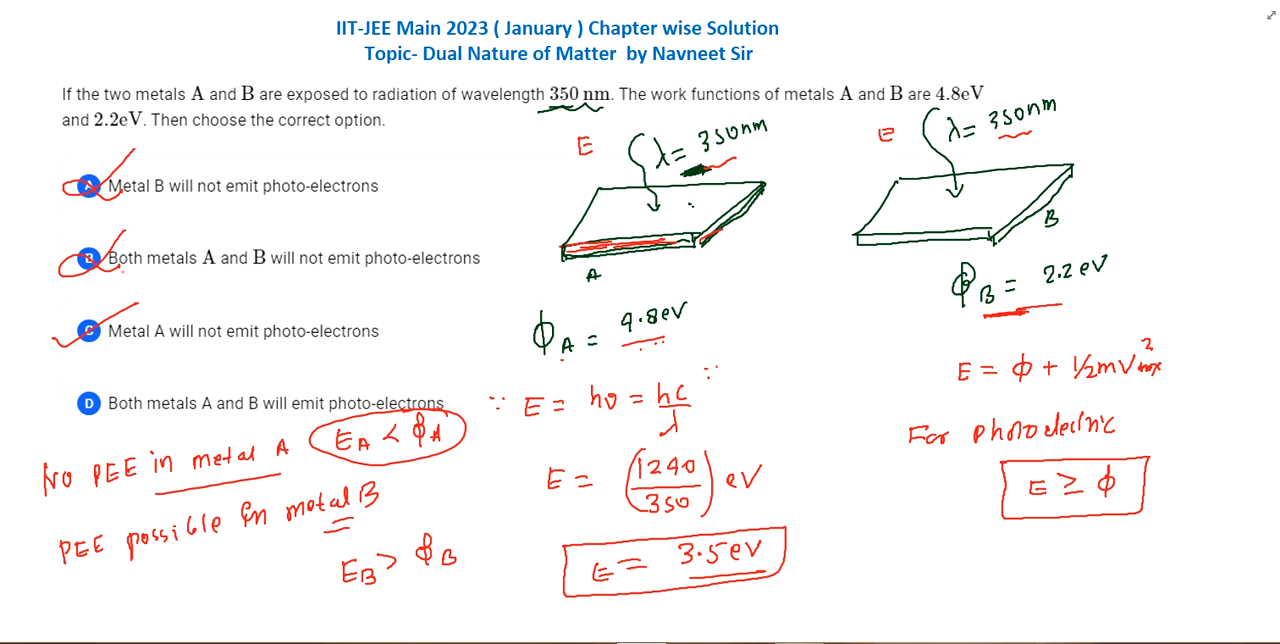 IIT-JEE Main 2023 ( January ) Chapter wise Solution
Topic- Dual Nature of Matter by Navneet Sir
If the two metals A and B are exposed to radiation of wavelength 350 nm. The work functions of metals A and B are 4.8eV
and 2.2eV. Then choose the correct option.
A Metal B will not emit photo-electrons
B Both metals A and B will not emit photo-electrons
C Metal A will not emit photo-electrons
D Both metals A and B will emit photo-electrons
E λ = 350nm
A
ϕA = 4.8eV
∵ E = hν = hc/λ ∵
E = (1240/350) eV
E = 3.5eV
E λ = 350nm
B
ϕB = 2.2eV
E = ϕ + 1/2mV²max
For Photoelectric
E ≥ ϕ
No PEE in metal A EA < ϕA
PEE possible in metal B
EB > ϕB